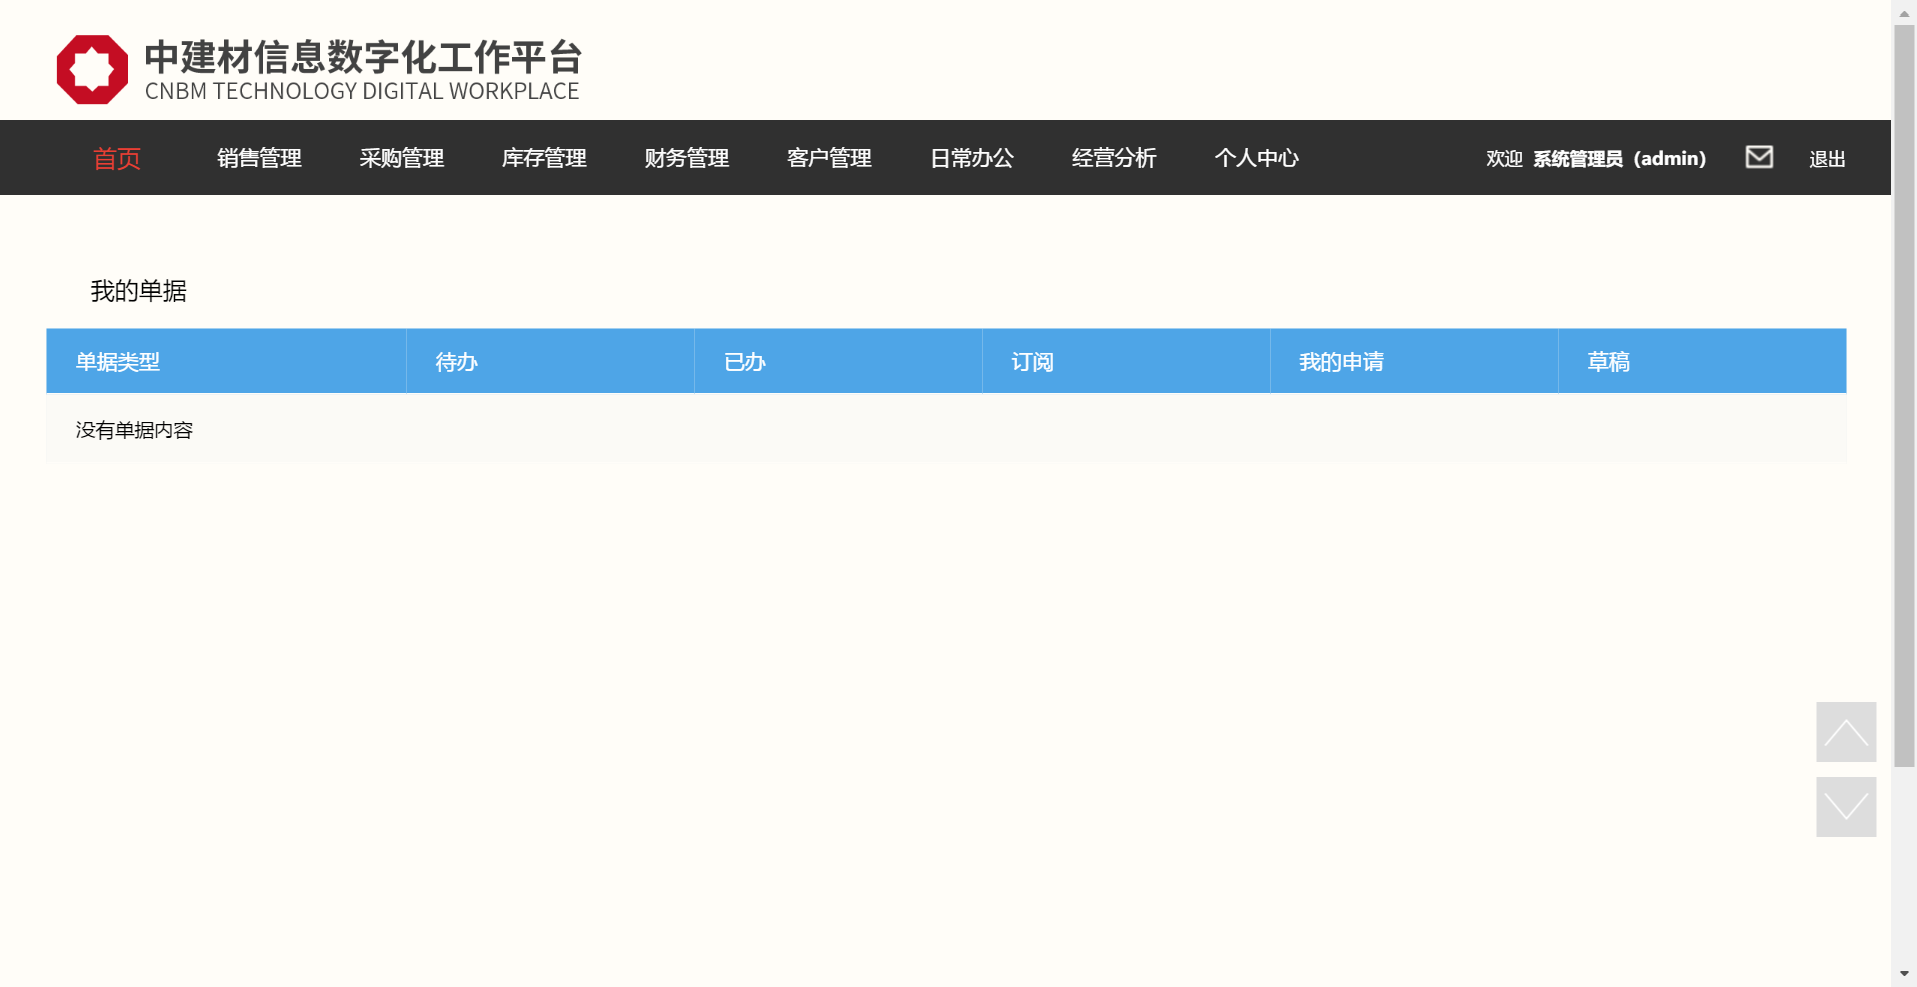 中建材信息数字化工作平台
CNBM TECHNOLOGY DIGITAL WORKPLACE
首页 销售管理 采购管理 库存管理 财务管理 客户管理 日常办公 经营分析 个人中心 欢迎 系统管理员（admin） 退出
我的单据
单据类型 待办 已办 订阅 我的申请 草稿
没有单据内容